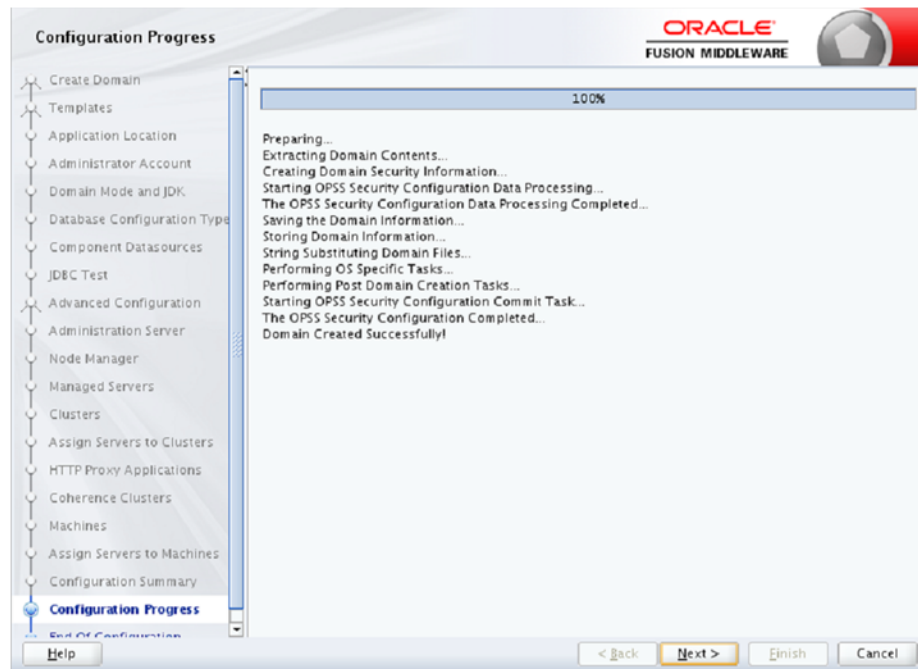 Configuration Progress
ORACLE
FUSION MIDDLEWARE
Create Domain
Templates
Application Location
Administrator Account
Domain Mode and JDK
Database Configuration Type
Component Datasources
JDBC Test
Advanced Configuration
Administration Server
Node Manager
Managed Servers
Clusters
Assign Servers to Clusters
HTTP Proxy Applications
Coherence Clusters
Machines
Assign Servers to Machines
Configuration Summary
Configuration Progress
End Of Configuration
100%
Preparing...
Extracting Domain Contents...
Creating Domain Security Information...
Starting OPSS Security Configuration Data Processing...
The OPSS Security Configuration Data Processing Completed...
Saving the Domain Information...
Storing Domain Information...
String Substituting Domain Files...
Performing OS Specific Tasks...
Performing Post Domain Creation Tasks...
Starting OPSS Security Configuration Commit Task...
The OPSS Security Configuration Completed...
Domain Created Successfully!
Help
< Back
Next >
Finish
Cancel